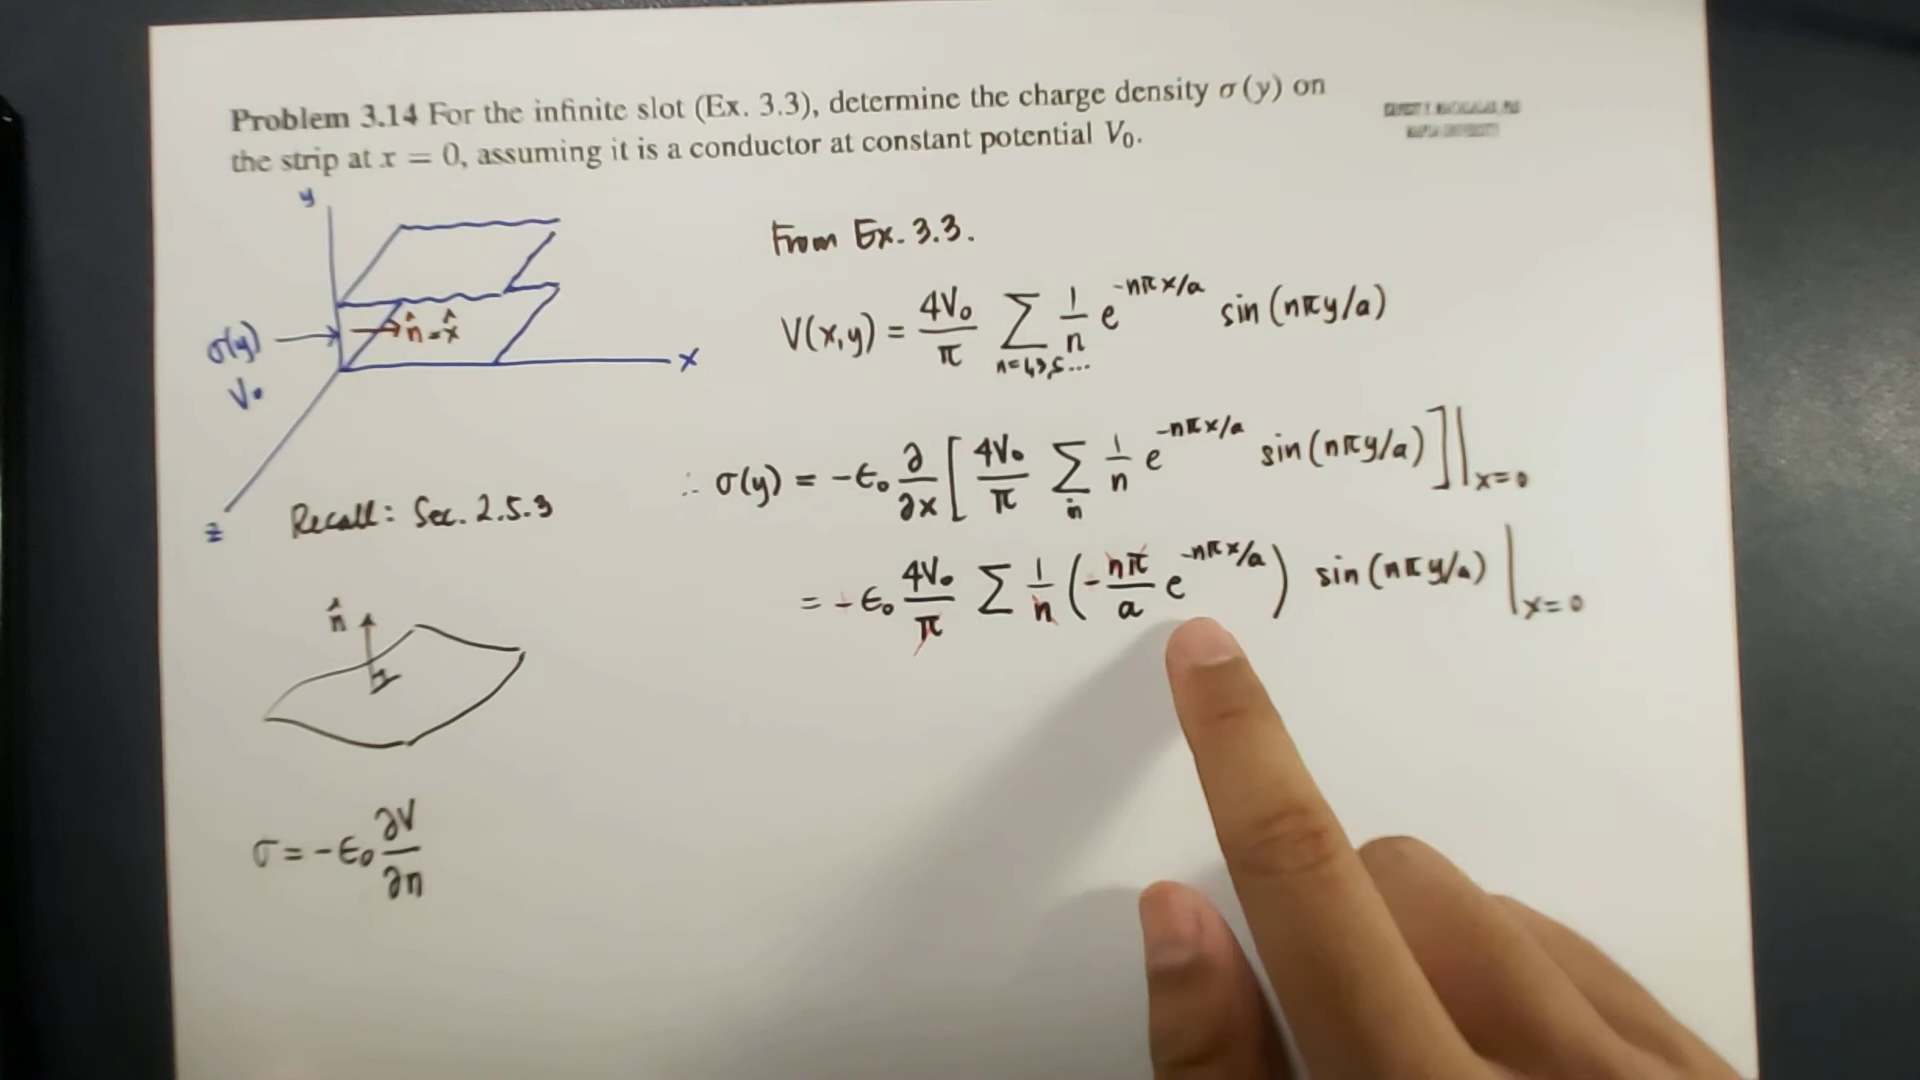 Problem 3.14 For the infinite slot (Ex. 3.3), determine the charge density σ(y) on
the strip at x = 0, assuming it is a conductor at constant potential V₀.
y
n̂ = x̂
σ(y)
V₀
x
z
From Ex. 3.3.
V(x,y) = 4V₀/π Σ_{n=1,3,5...} 1/n e^{-nπx/a} sin(nπy/a)
∴ σ(y) = -ϵ₀ ∂/∂x [4V₀/π Σ_n 1/n e^{-nπx/a} sin(nπy/a)]|_{x=0}
= -ϵ₀ 4V₀/π Σ 1/n (-nπ/a e^{-nπx/a}) sin(nπy/a)|_{x=0}
Recall: Sec. 2.5.3
n̂
σ = -ϵ₀ ∂V/∂n